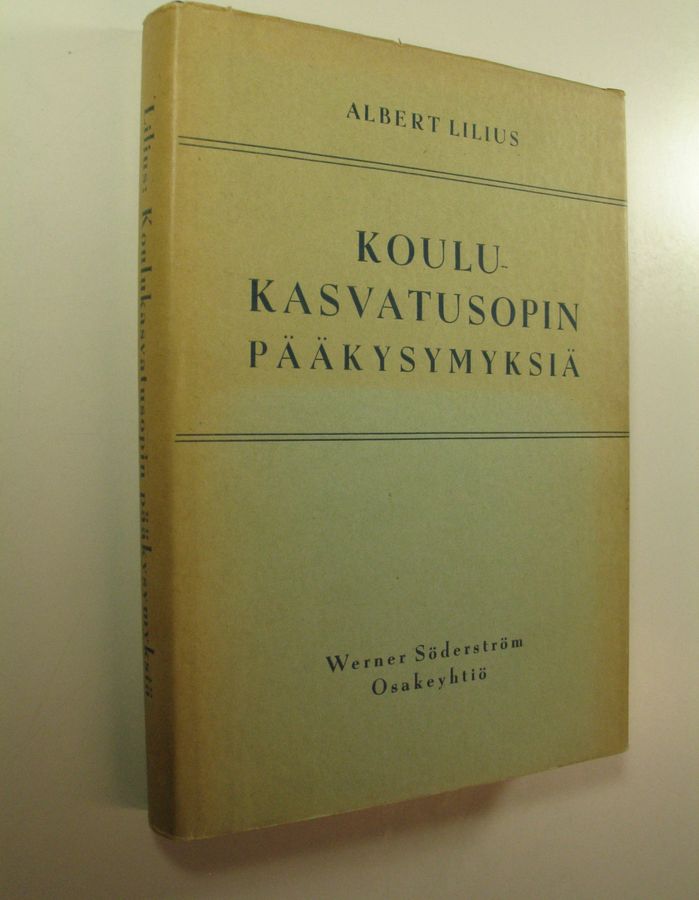 ALBERT LILIUS
KOULU-
KASVATUSOPIN
PÄÄKYSYMYKSIÄ
Werner Söderström
Osakeyhtiö
Lilius: Koulukasvatusopin pääkysymyksiä